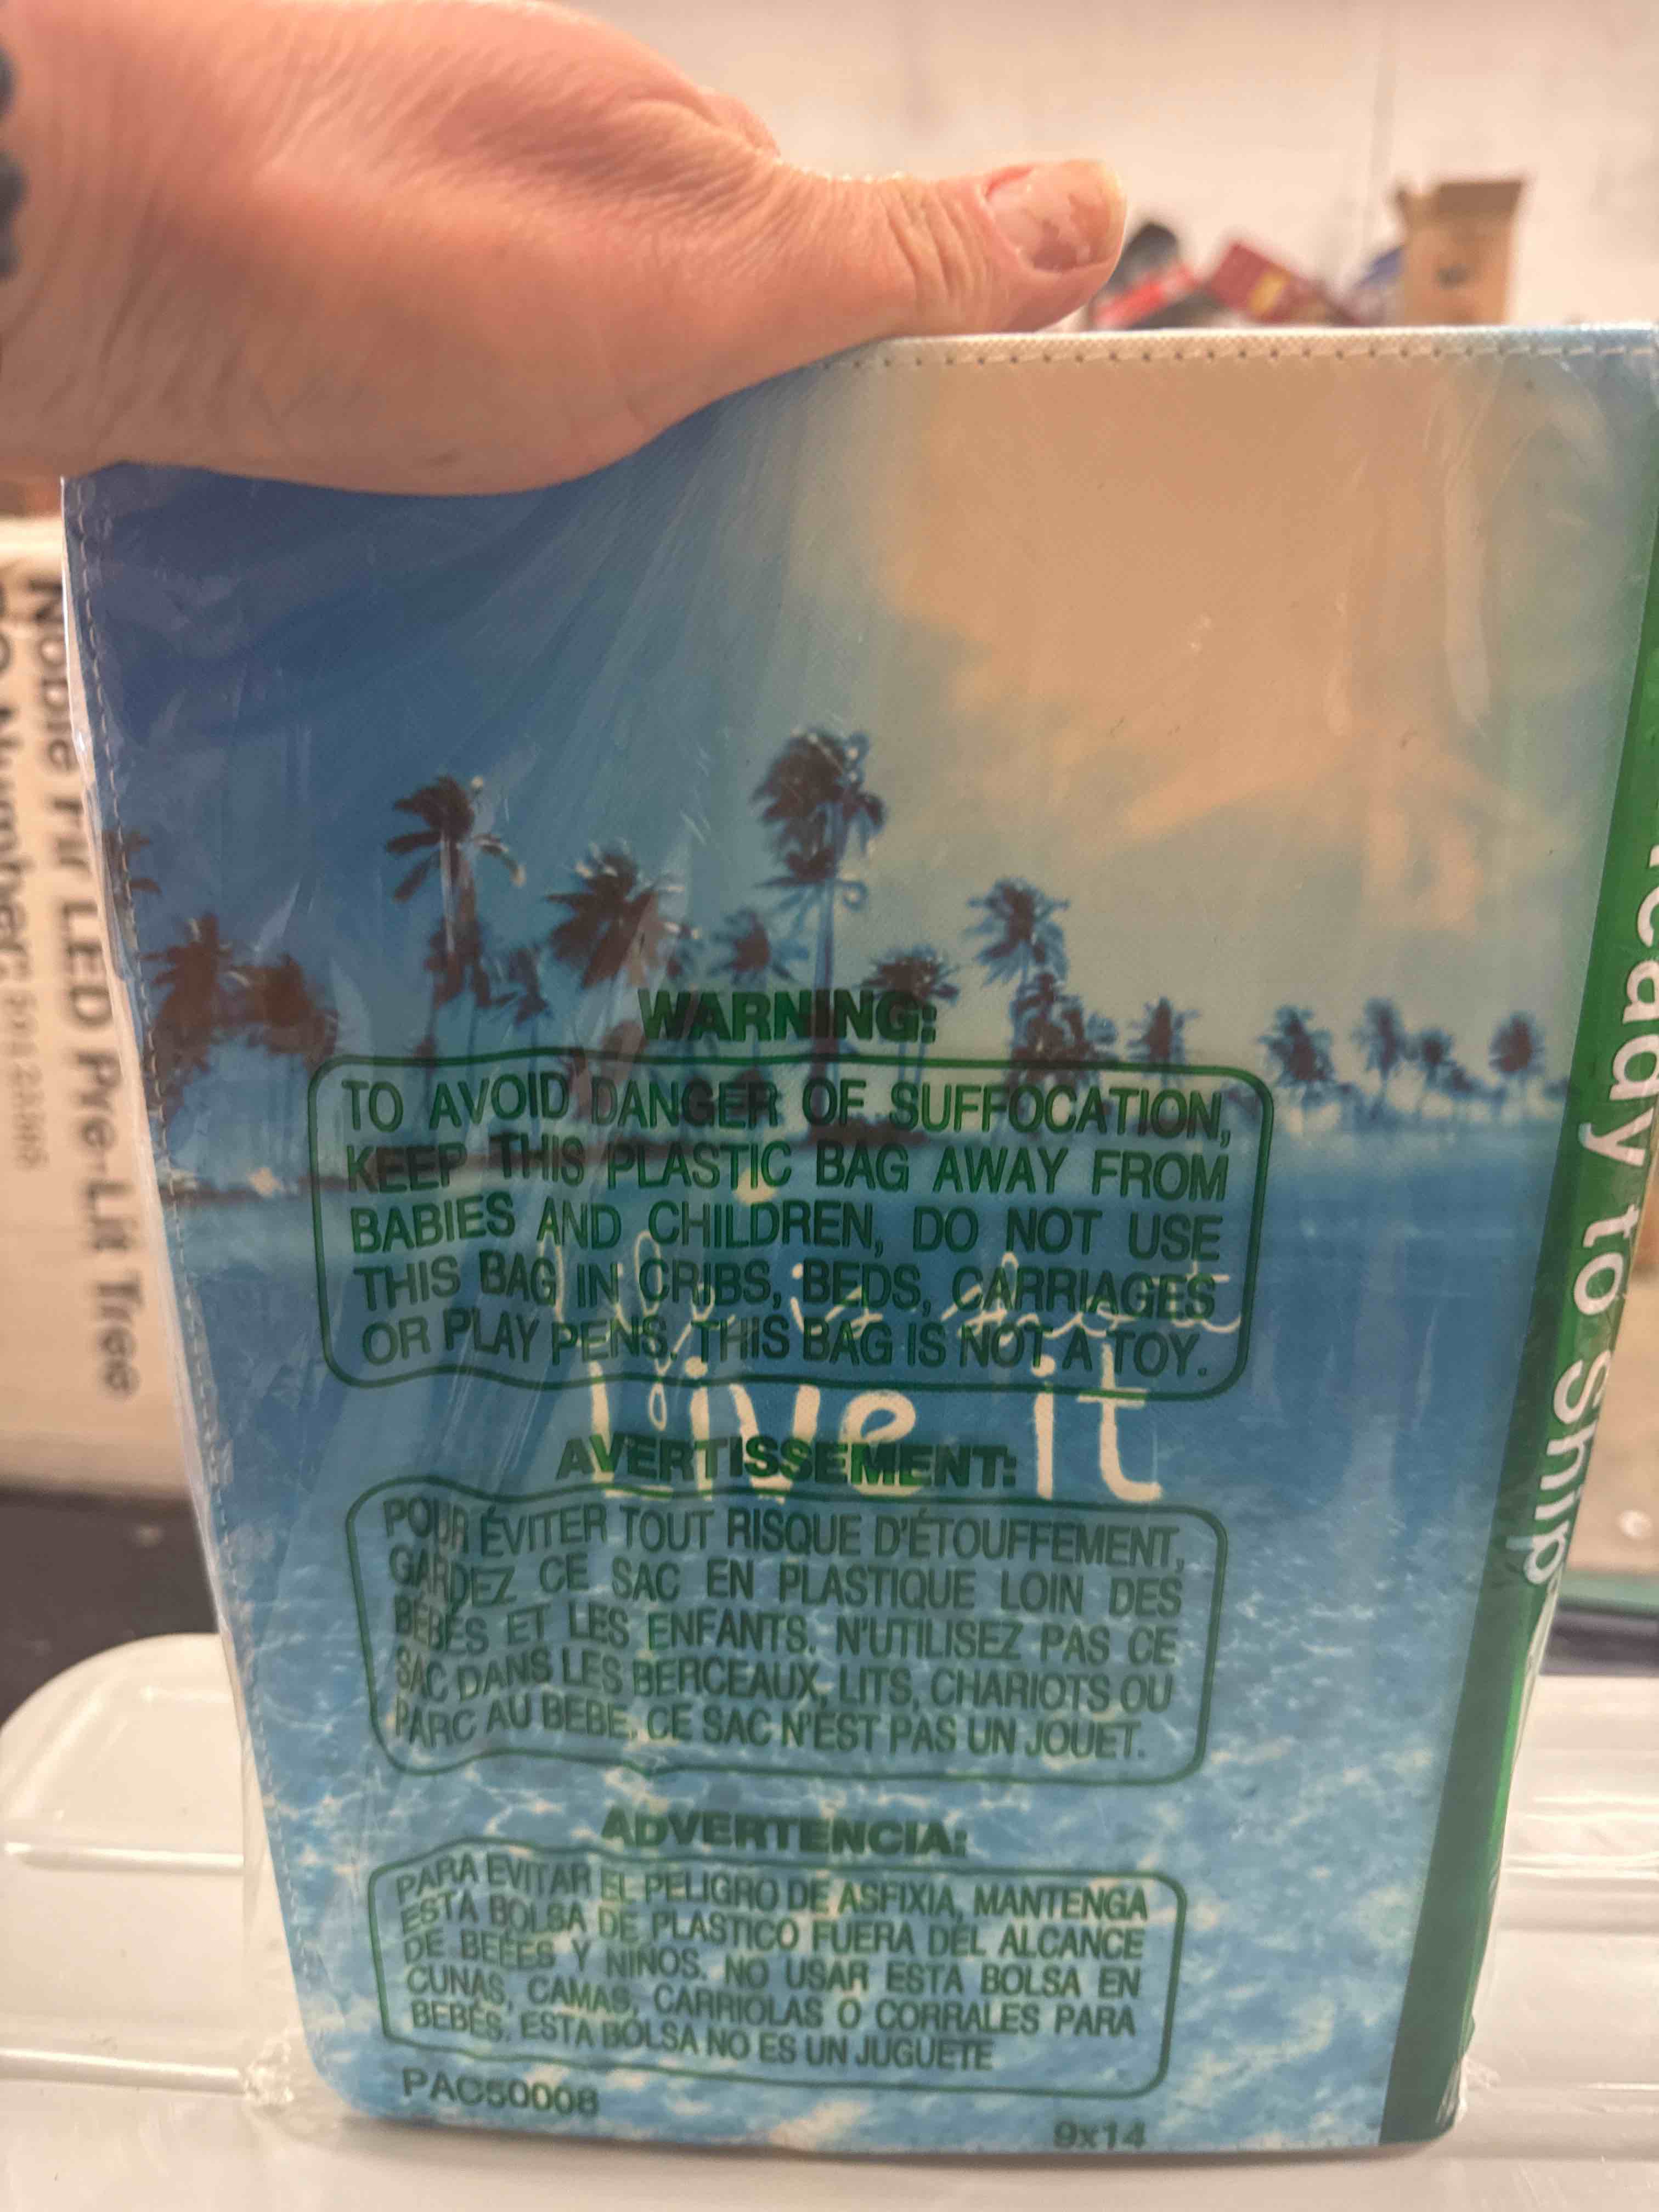 WARNING:
TO AVOID DANGER OF SUFFOCATION,
KEEP THIS PLASTIC BAG AWAY FROM
BABIES AND CHILDREN, DO NOT USE
THIS BAG IN CRIBS, BEDS, CARRIAGES
OR PLAY PENS. THIS BAG IS NOT A TOY.
life is short
Live it
AVERTISSEMENT:
POUR ÉVITER TOUT RISQUE D'ÉTOUFFEMENT,
GARDEZ CE SAC EN PLASTIQUE LOIN DES
BÉBÉS ET LES ENFANTS. N'UTILISEZ PAS CE
SAC DANS LES BERCEAUX, LITS, CHARIOTS OU
PARC AU BEBE, CE SAC N'EST PAS UN JOUET.
ADVERTENCIA:
PARA EVITAR EL PELIGRO DE ASFIXIA, MANTENGA
ESTA BOLSA DE PLASTICO FUERA DEL ALCANCE
DE BEEES Y NINOS. NO USAR ESTA BOLSA EN
CUNAS, CAMAS, CARRIOLAS O CORRALES PARA
BEBÉS, ESTA BOLSA NO ES UN JUGUETE
PAC50008
9x14
ready to ship
Noble Fir LED Pre-Lit Tree
Number: